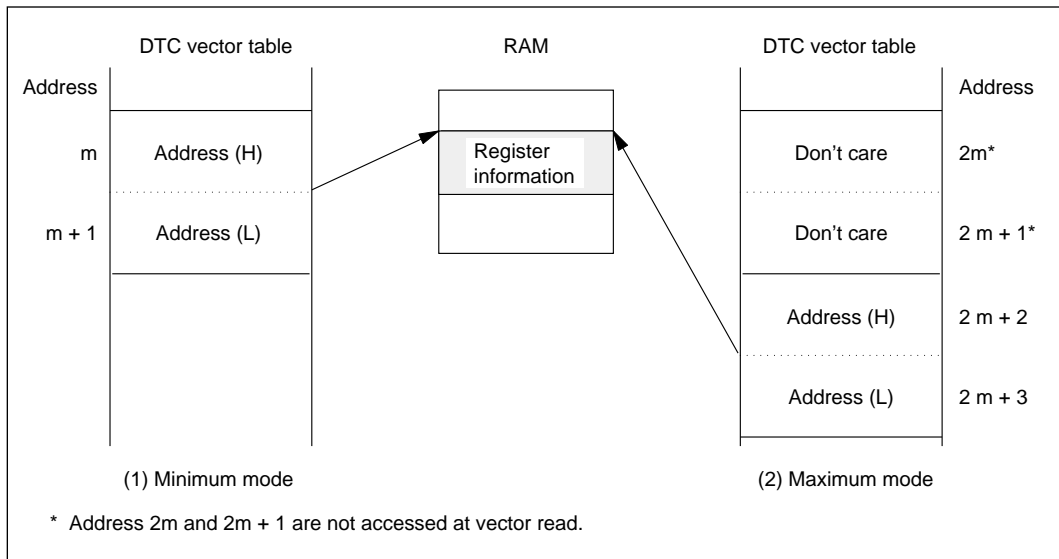 DTC vector table RAM DTC vector table
Address Address
m Address (H) Register Don't care 2m*
information
m + 1 Address (L) Don't care 2 m + 1*
Address (H) 2 m + 2
Address (L) 2 m + 3
(1) Minimum mode (2) Maximum mode
* Address 2m and 2m + 1 are not accessed at vector read.